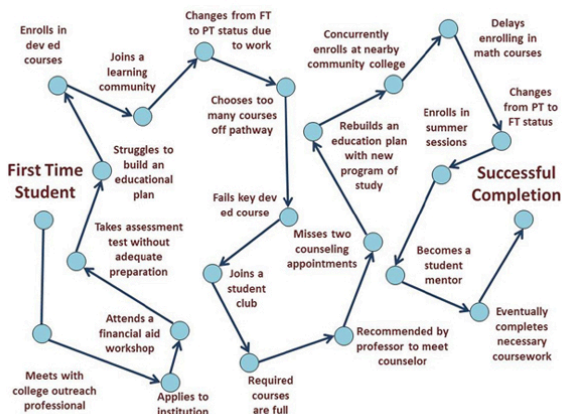 First Time
Student
Meets with
college outreach
professional
Applies to
institution
Attends a
financial aid
workshop
Takes assessment
test without
adequate
preparation
Struggles to
build an
educational
plan
Enrolls in
dev ed
courses
Joins a
learning
community
Changes from FT
to PT status due
to work
Chooses too
many courses
off pathway
Fails key dev
ed course
Joins a
student
club
Required
courses
are full
Recommended by
professor to meet
counselor
Misses two
counseling
appointments
Rebuilds an
education plan
with new
program of
study
Concurrently
enrolls at nearby
community college
Delays
enrolling in
math courses
Changes
from PT to
FT status
Enrolls in
summer
sessions
Becomes a
student
mentor
Eventually
completes
necessary
coursework
Successful
Completion